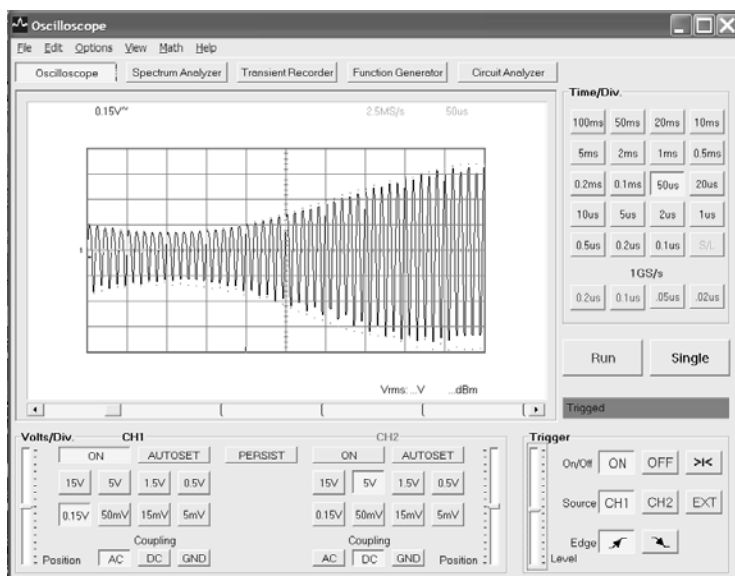 Oscilloscope
File Edit Options View Math Help
Oscilloscope Spectrum Analyzer Transient Recorder Function Generator Circuit Analyzer
0.15V~ 2.5MS/s 50us
1
Vrms: ...V ...dBm
Time/Div.
100ms 50ms 20ms 10ms
5ms 2ms 1ms 0.5ms
0.2ms 0.1ms 50us 20us
10us 5us 2us 1us
0.5us 0.2us 0.1us
1GS/s
0.2us 0.1us .05us .02us
Run Single
Trigged
Volts/Div. CH1 CH2
ON AUTOSET PERSIST ON AUTOSET
15V 5V 1.5V 0.5V 15V 5V 1.5V 0.5V
0.15V 50mV 15mV 5mV 0.15V 50mV 15mV 5mV
Coupling Coupling
Position AC DC GND AC DC GND Position
Trigger
On/Off ON OFF
Source CH1 CH2 EXT
Edge
Level